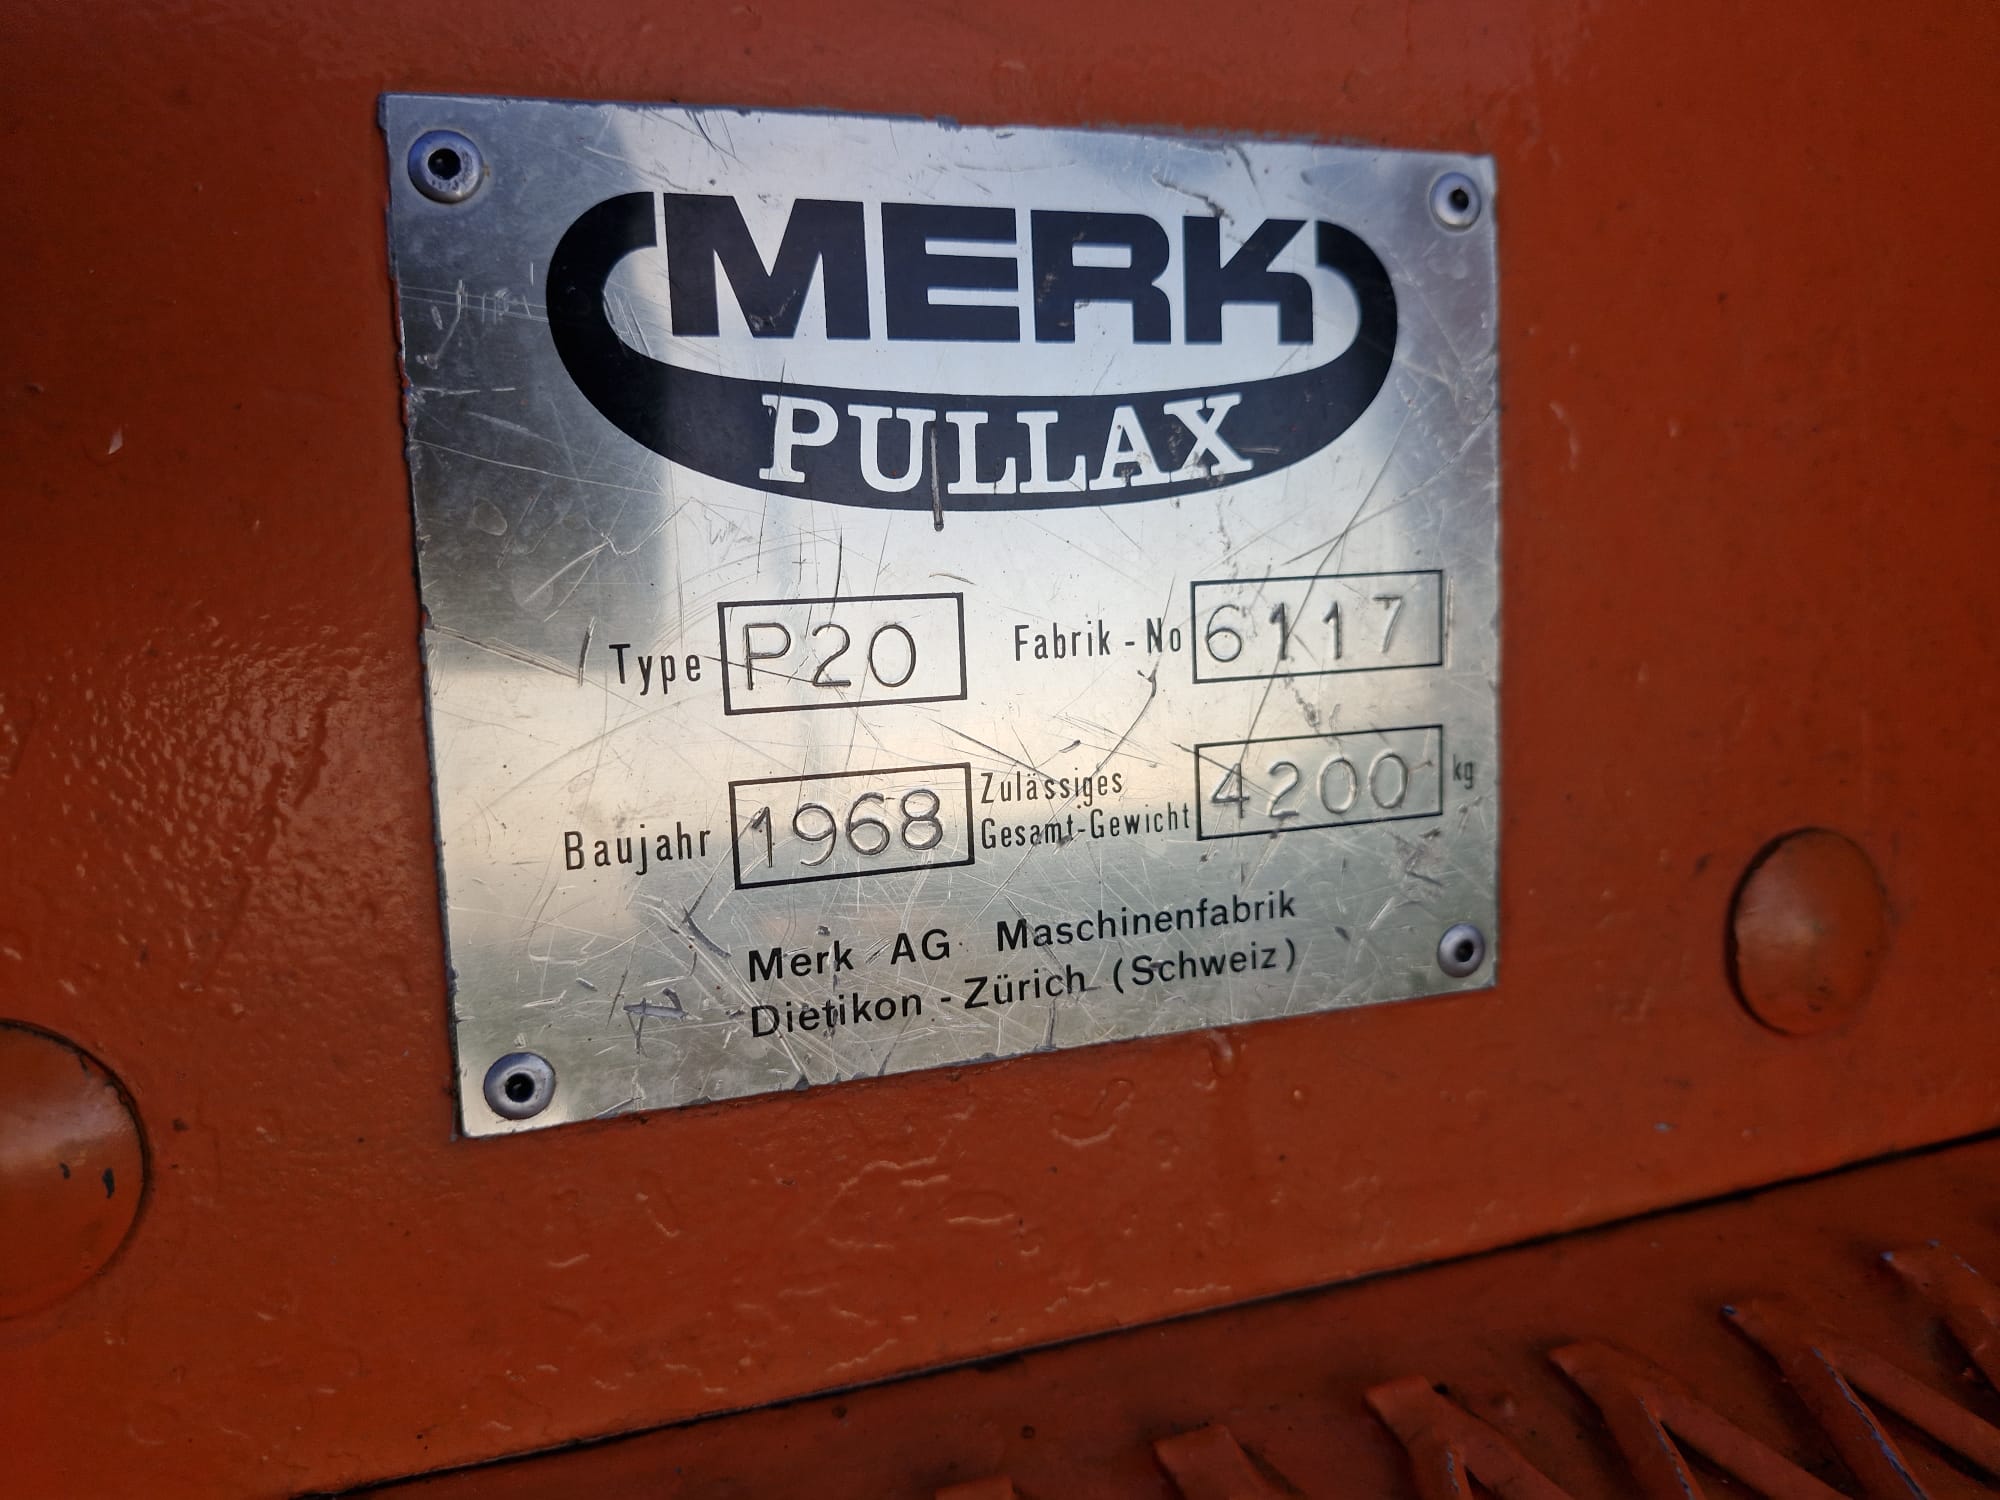 MERK
PULLAX
Type P20 Fabrik-No 6117
Baujahr 1968 Zulässiges Gesamt-Gewicht 4200 kg
Merk AG Maschinenfabrik
Dietikon-Zürich (Schweiz)